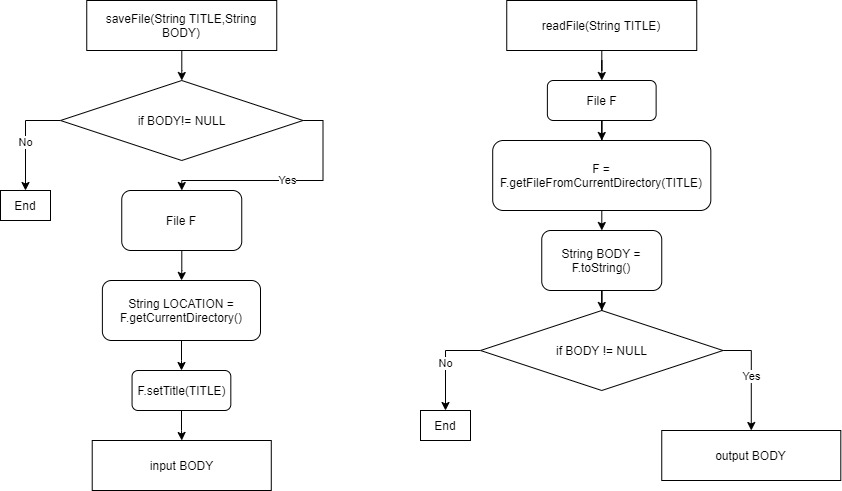 saveFile(String TITLE,String
BODY)
if BODY!= NULL
No
Yes
End
File F
String LOCATION =
F.getCurrentDirectory()
F.setTitle(TITLE)
input BODY
readFile(String TITLE)
File F
F =
F.getFileFromCurrentDirectory(TITLE)
String BODY =
F.toString()
if BODY != NULL
No
Yes
End
output BODY